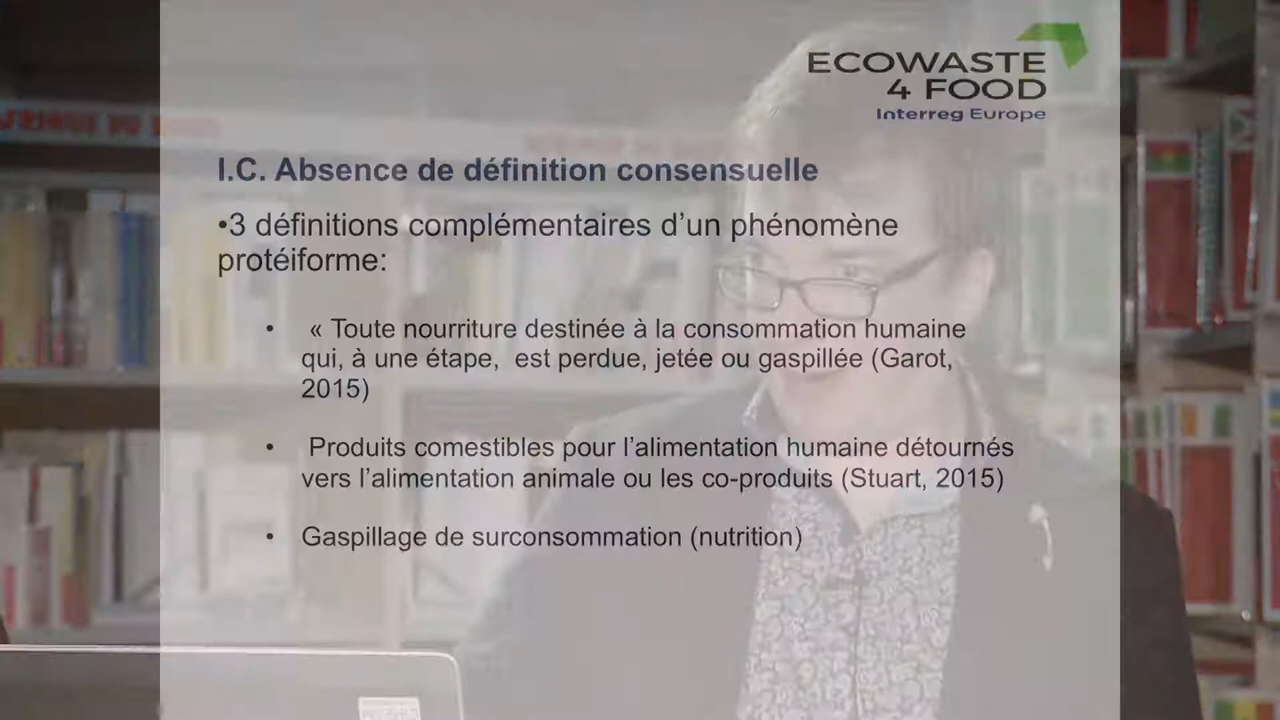 ECOWASTE
4 FOOD
Interreg Europe
I.C. Absence de définition consensuelle
•3 définitions complémentaires d’un phénomène
protéiforme:
• « Toute nourriture destinée à la consommation humaine
qui, à une étape, est perdue, jetée ou gaspillée (Garot,
2015)
• Produits comestibles pour l’alimentation humaine détournés
vers l’alimentation animale ou les co-produits (Stuart, 2015)
• Gaspillage de surconsommation (nutrition)